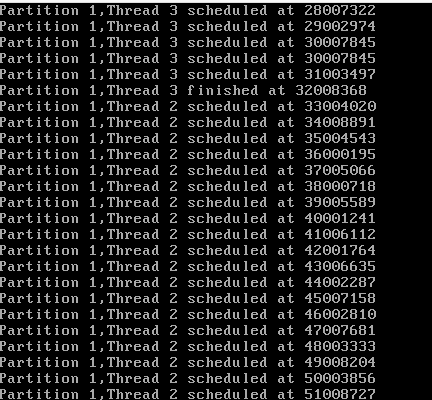 Partition 1,Thread 3 scheduled at 28007322
Partition 1,Thread 3 scheduled at 29002974
Partition 1,Thread 3 scheduled at 30007845
Partition 1,Thread 3 scheduled at 30007845
Partition 1,Thread 3 scheduled at 31003497
Partition 1,Thread 3 finished at 32008368
Partition 1,Thread 2 scheduled at 33004020
Partition 1,Thread 2 scheduled at 34008891
Partition 1,Thread 2 scheduled at 35004543
Partition 1,Thread 2 scheduled at 36000195
Partition 1,Thread 2 scheduled at 37005066
Partition 1,Thread 2 scheduled at 38000718
Partition 1,Thread 2 scheduled at 39005589
Partition 1,Thread 2 scheduled at 40001241
Partition 1,Thread 2 scheduled at 41006112
Partition 1,Thread 2 scheduled at 42001764
Partition 1,Thread 2 scheduled at 43006635
Partition 1,Thread 2 scheduled at 44002287
Partition 1,Thread 2 scheduled at 45007158
Partition 1,Thread 2 scheduled at 46002810
Partition 1,Thread 2 scheduled at 47007681
Partition 1,Thread 2 scheduled at 48003333
Partition 1,Thread 2 scheduled at 49008204
Partition 1,Thread 2 scheduled at 50003856
Partition 1,Thread 2 scheduled at 51008727